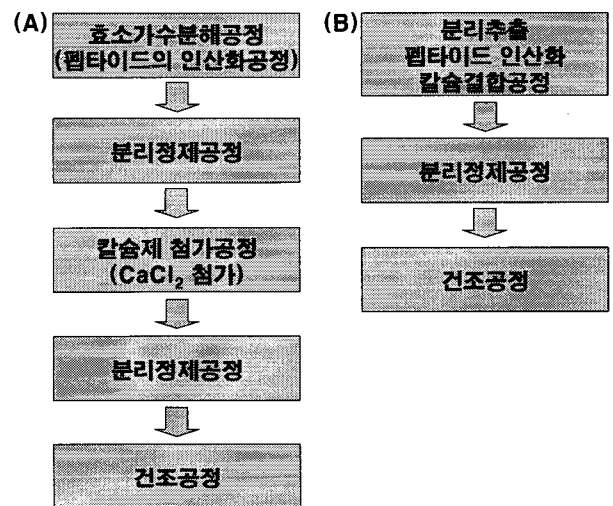 (A)
효소가수분해공정
(펩타이드의 인산화공정)
분리정제공정
칼슘제 첨가공정
(CaCl₂ 첨가)
분리정제공정
건조공정
(B)
분리추출
펩타이드 인산화
칼슘결합공정
분리정제공정
건조공정